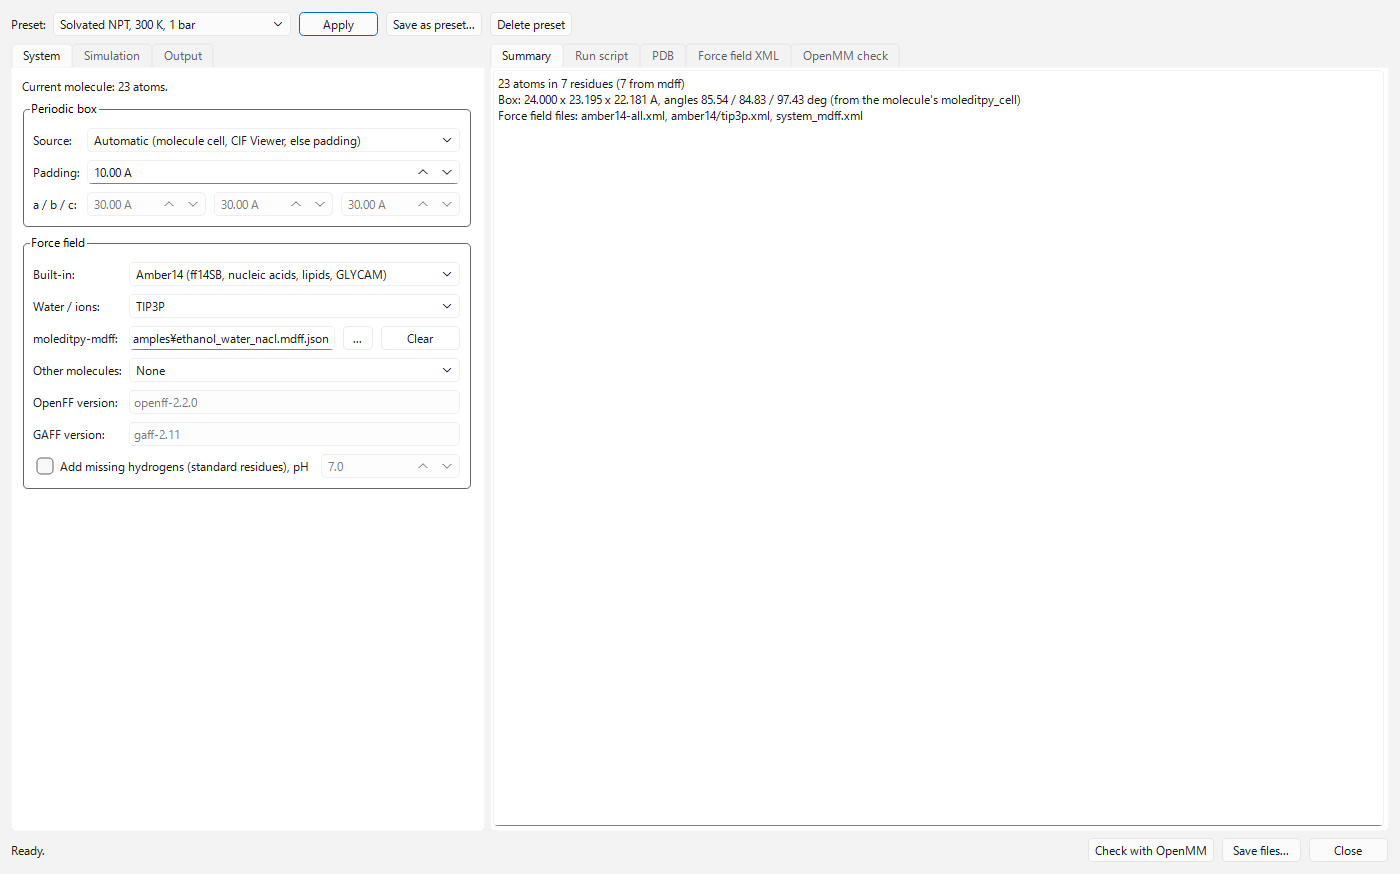 Preset: Solvated NPT, 300 K, 1 bar Apply Save as preset... Delete preset
System Simulation Output
Current molecule: 23 atoms.
Periodic box
Source: Automatic (molecule cell, CIF Viewer, else padding)
Padding: 10.00 A
a / b / c: 30.00 A 30.00 A 30.00 A
Force field
Built-in: Amber14 (ff14SB, nucleic acids, lipids, GLYCAM)
Water / ions: TIP3P
moleditpy-mdff: amples¥ethanol_water_nacl.mdff.json ... Clear
Other molecules: None
OpenFF version: openff-2.2.0
GAFF version: gaff-2.11
Add missing hydrogens (standard residues), pH 7.0
Summary Run script PDB Force field XML OpenMM check
23 atoms in 7 residues (7 from mdff)
Box: 24.000 x 23.195 x 22.181 A, angles 85.54 / 84.83 / 97.43 deg (from the molecule's moleditpy_cell)
Force field files: amber14-all.xml, amber14/tip3p.xml, system_mdff.xml
Ready. Check with OpenMM Save files... Close